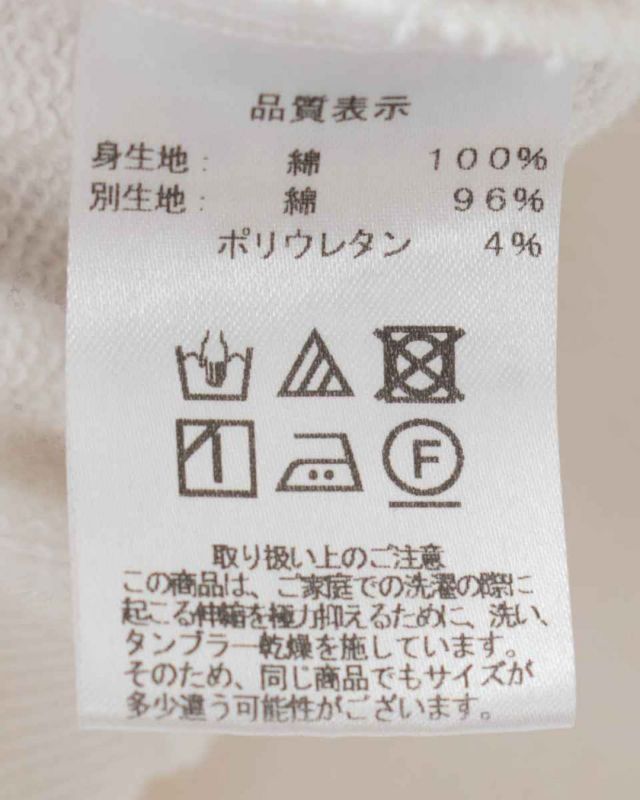 品質表示
身生地： 綿 100%
別生地： 綿 96%
ポリウレタン 4%
F
取り扱い上のご注意
この商品は、ご家庭での洗濯の際に
起こる伸縮を極力抑えるために、洗い、
タンブラー乾燥を施しています。
そのため、同じ商品でもサイズが
多少違う可能性がございます。